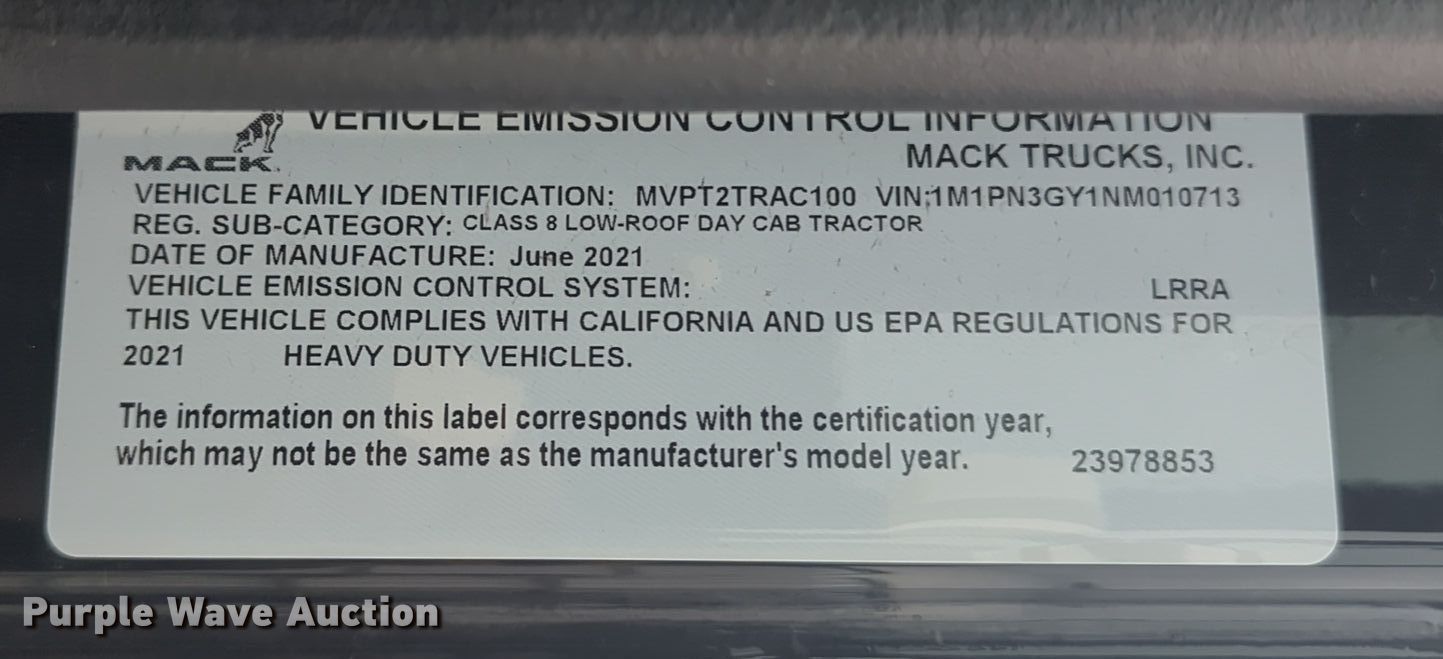 VEHICLE EMISSION CONTROL INFORMATION
MACK
MACK TRUCKS, INC.
VEHICLE FAMILY IDENTIFICATION: MVPT2TRAC100 VIN:1M1PN3GY1NM010713
REG. SUB-CATEGORY: CLASS 8 LOW-ROOF DAY CAB TRACTOR
DATE OF MANUFACTURE: June 2021
VEHICLE EMISSION CONTROL SYSTEM: LRRA
THIS VEHICLE COMPLIES WITH CALIFORNIA AND US EPA REGULATIONS FOR
2021 HEAVY DUTY VEHICLES.
The information on this label corresponds with the certification year,
which may not be the same as the manufacturer's model year. 23978853
Purple Wave Auction